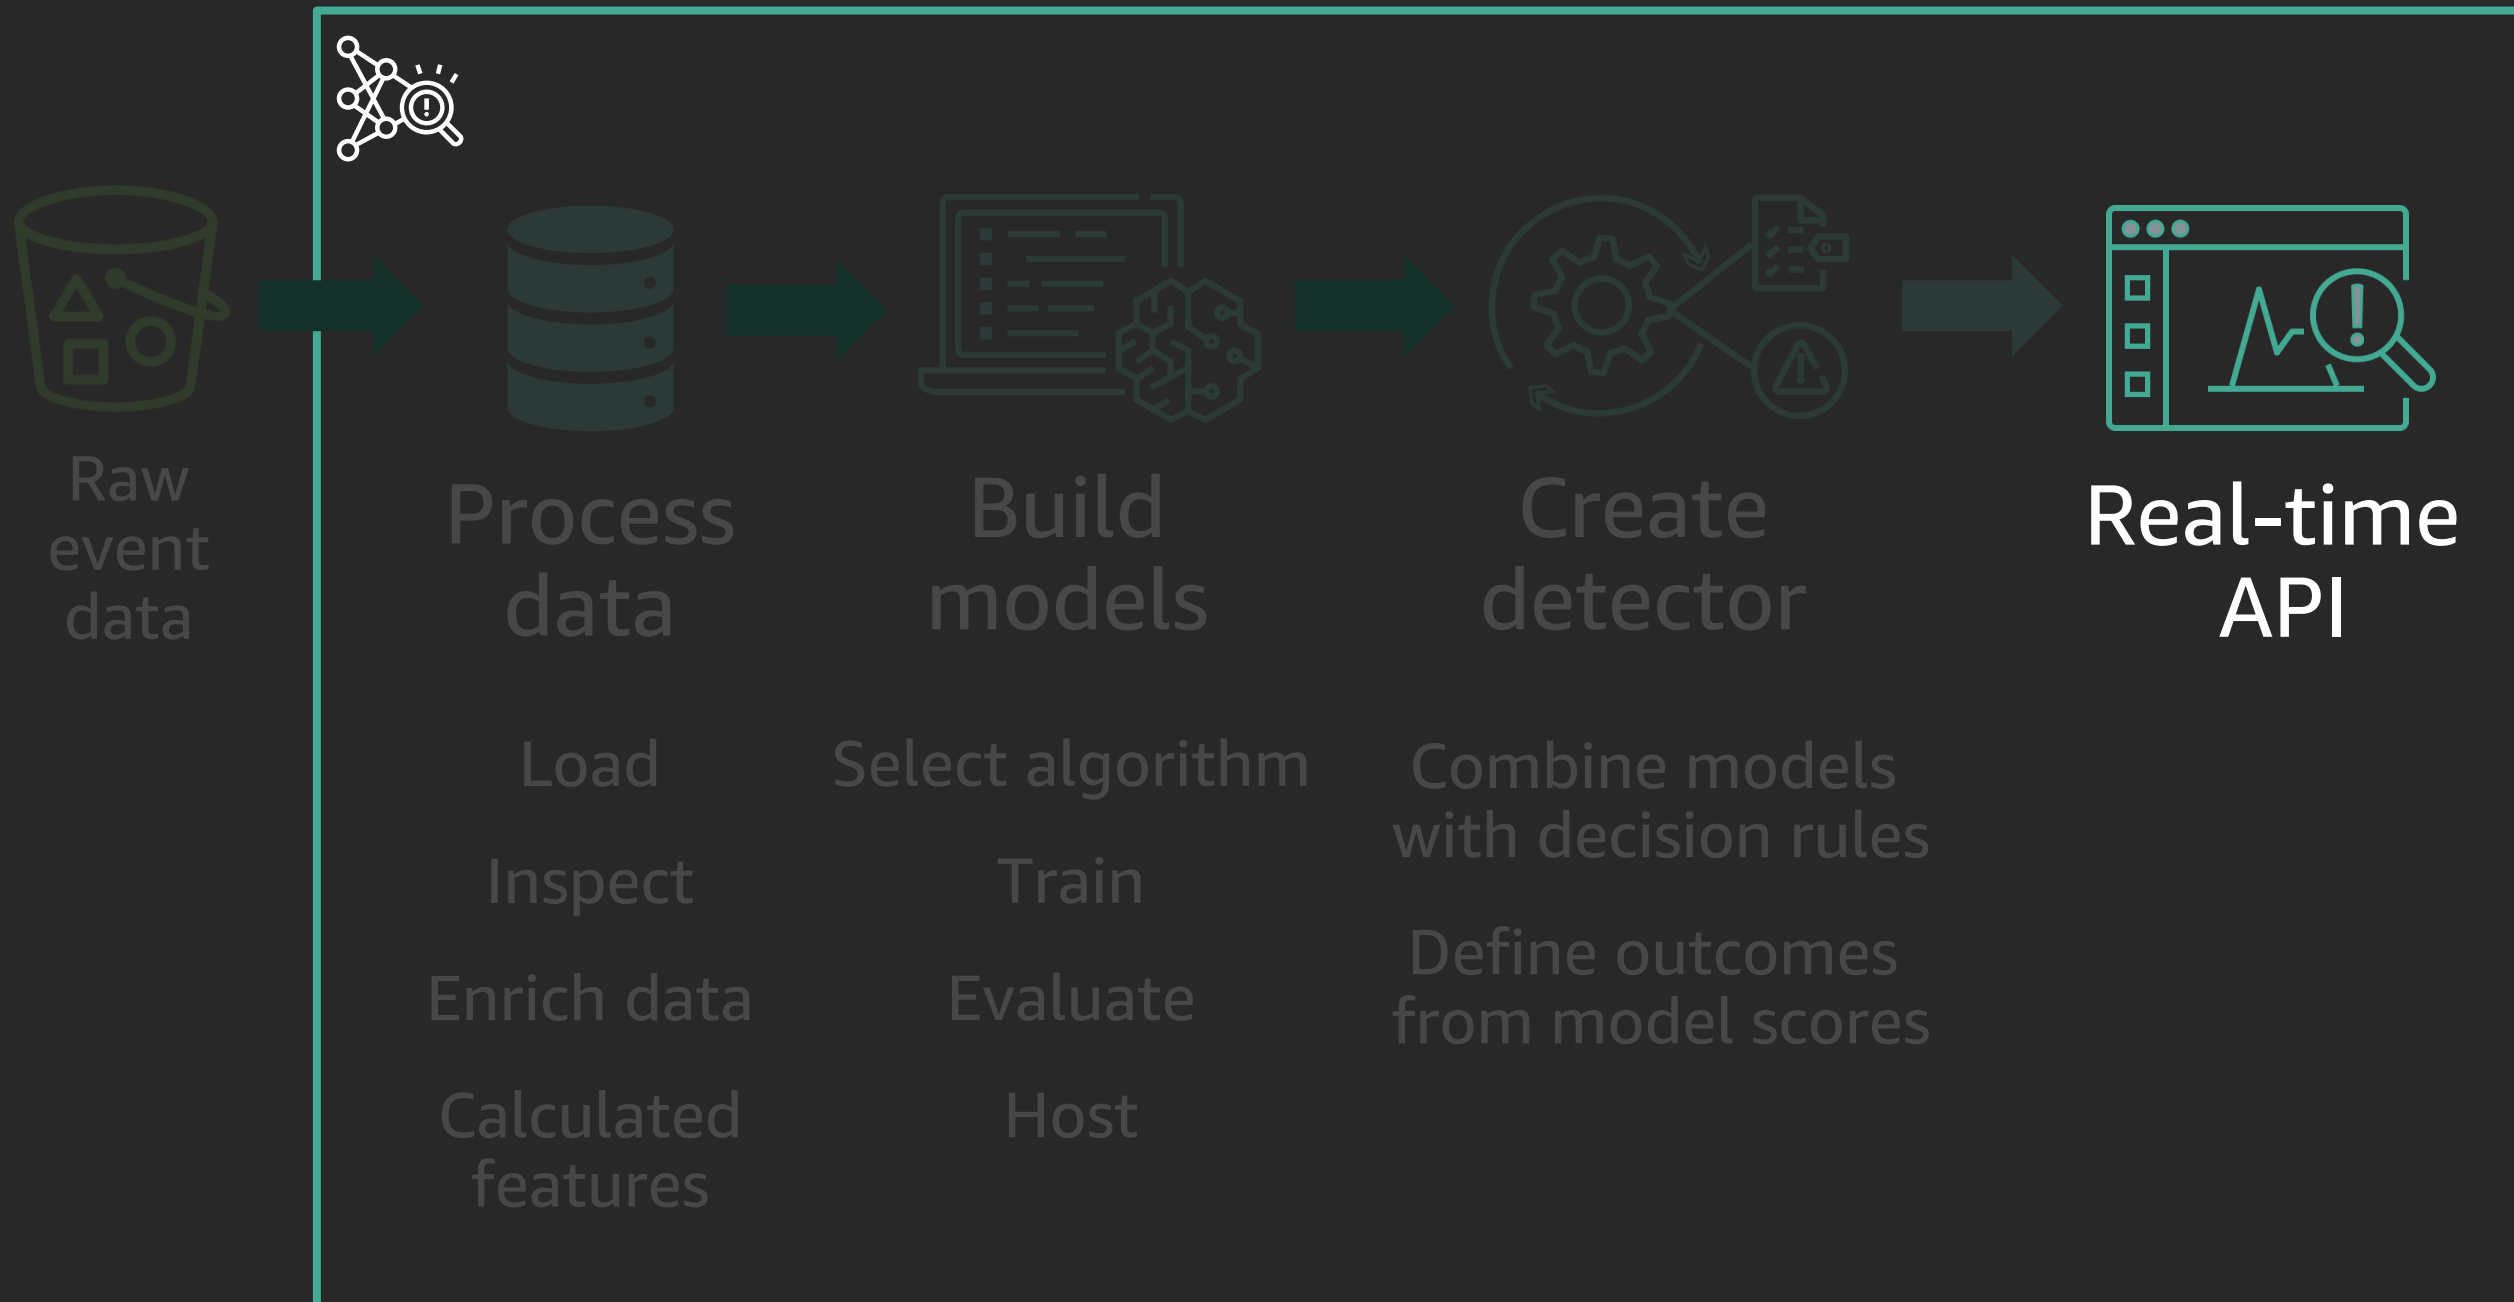 Raw
event
data
Process
data
Load
Inspect
Enrich data
Calculated
features
Build
models
Select algorithm
Train
Evaluate
Host
Create
detector
Combine models
with decision rules
Define outcomes
from model scores
Real-time
API